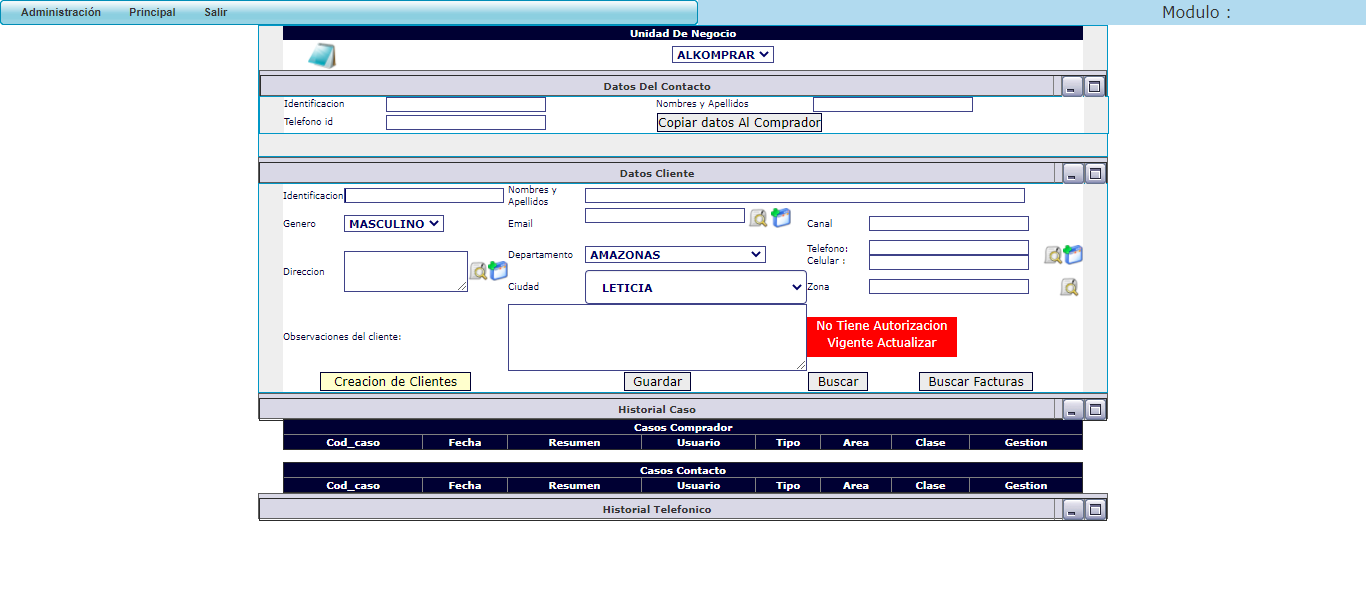 Administración Principal Salir Modulo :
Unidad De Negocio
ALKOMPRAR
Datos Del Contacto
Identificacion Nombres y Apellidos
Telefono id Copiar datos Al Comprador
Datos Cliente
Identificacion Nombres y
Apellidos
Genero MASCULINO Email Canal
Direccion Departamento AMAZONAS Telefono:
Celular :
Ciudad LETICIA Zona
Observaciones del cliente: No Tiene Autorizacion
Vigente Actualizar
Creacion de Clientes Guardar Buscar Buscar Facturas
Historial Caso
Casos Comprador
Cod_caso Fecha Resumen Usuario Tipo Area Clase Gestion
Casos Contacto
Cod_caso Fecha Resumen Usuario Tipo Area Clase Gestion
Historial Telefonico